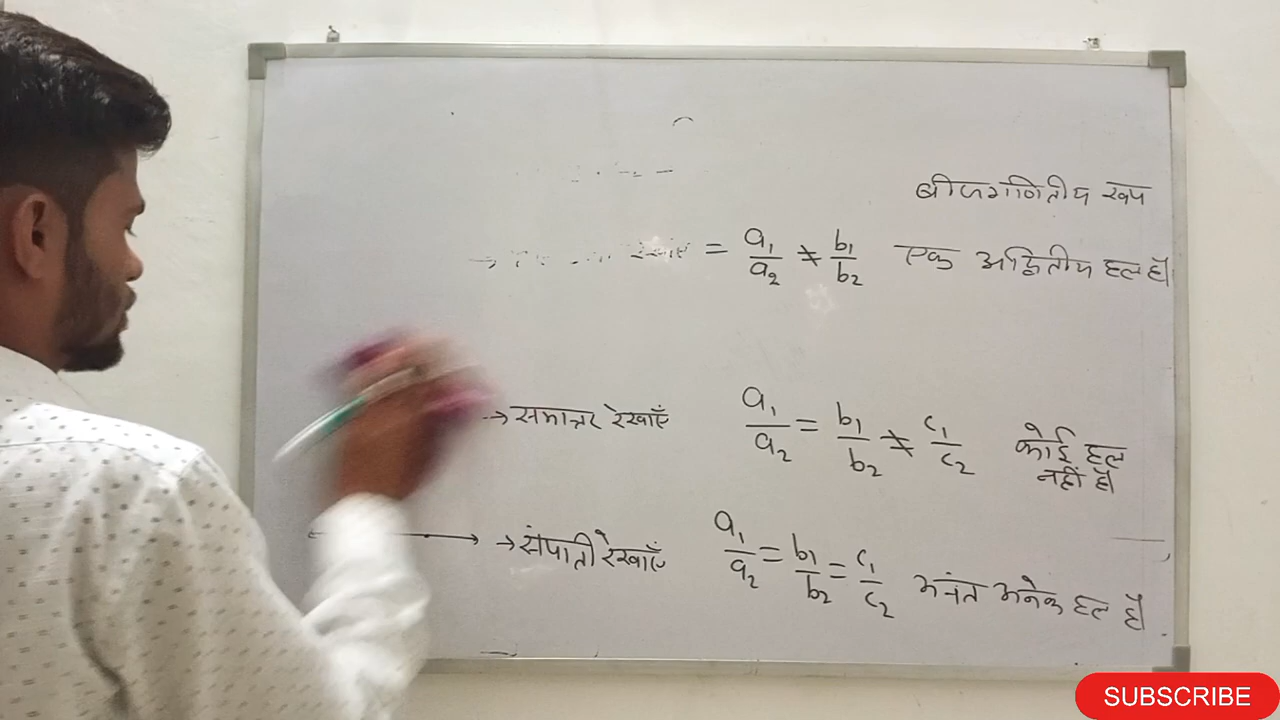 बीजगणितीय रूप
→ रेखाएँ = a₁/a₂ ≠ b₁/b₂ एक अद्वितीय हल है
→ समान्तर रेखाएँ a₁/a₂ = b₁/b₂ ≠ c₁/c₂ कोई हल
नहीं है
→ संपाती रेखाएँ a₁/a₂ = b₁/b₂ = c₁/c₂ अनंत अनेक हल है
SUBSCRIBE